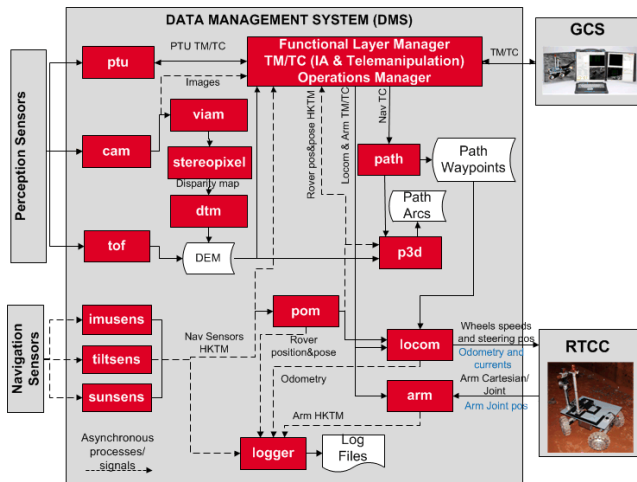 DATA MANAGEMENT SYSTEM (DMS)
GCS
ptu
PTU TM/TC
Functional Layer Manager
TM/TC (IA & Telemanipulation)
Operations Manager
TM/TC
Images
viam
cam
stereopixel
Disparity map
dtm
tof
DEM
Perception Sensors
Rover pos&pose HKTM
Locom & Arm TM/TC
Nav TC
path
Path
Waypoints
Path
Arcs
p3d
Navigation
Sensors
imusens
tiltsens
sunsens
Nav Sensors
HKTM
pom
Rover
position&pose
locom
Wheels speeds
and steering pos
Odometry and
currents
RTCC
Odometry
arm
Arm Cartesian/
Joint
Arm Joint pos
Arm HKTM
logger
Log
Files
Asynchronous
processes/
signals